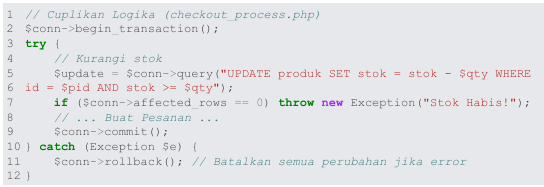 1 // Cuplikan Logika (checkout_process.php)
2 $conn->begin_transaction();
3 try {
4     // Kurangi stok
5     $update = $conn->query("UPDATE produk SET stok = stok - $qty WHERE
6 id = $pid AND stok >= $qty");
7     if ($conn->affected_rows == 0) throw new Exception("Stok Habis!");
8     // ... Buat Pesanan ...
9     $conn->commit();
10 } catch (Exception $e) {
11     $conn->rollback(); // Batalkan semua perubahan jika error
12 }